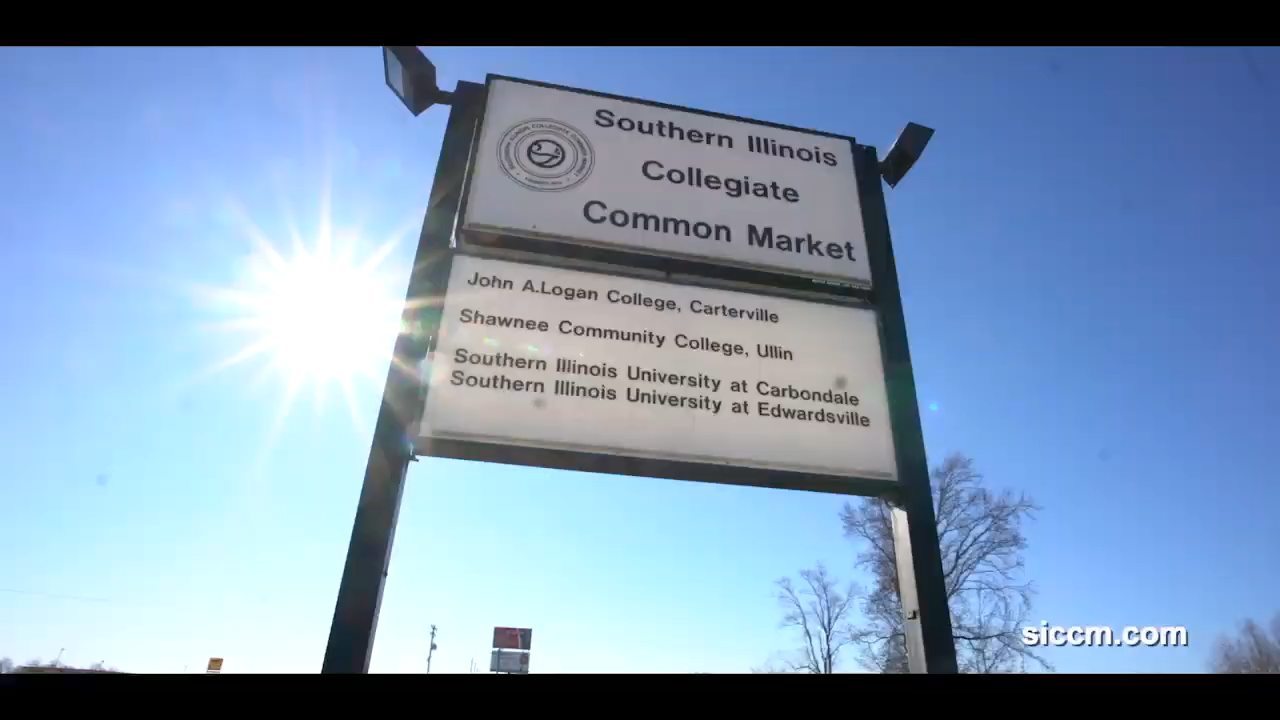 Southern Illinois
Collegiate
Common Market
John A.Logan College, Carterville
Shawnee Community College, Ullin
Southern Illinois University at Carbondale
Southern Illinois University at Edwardsville
siccm.com